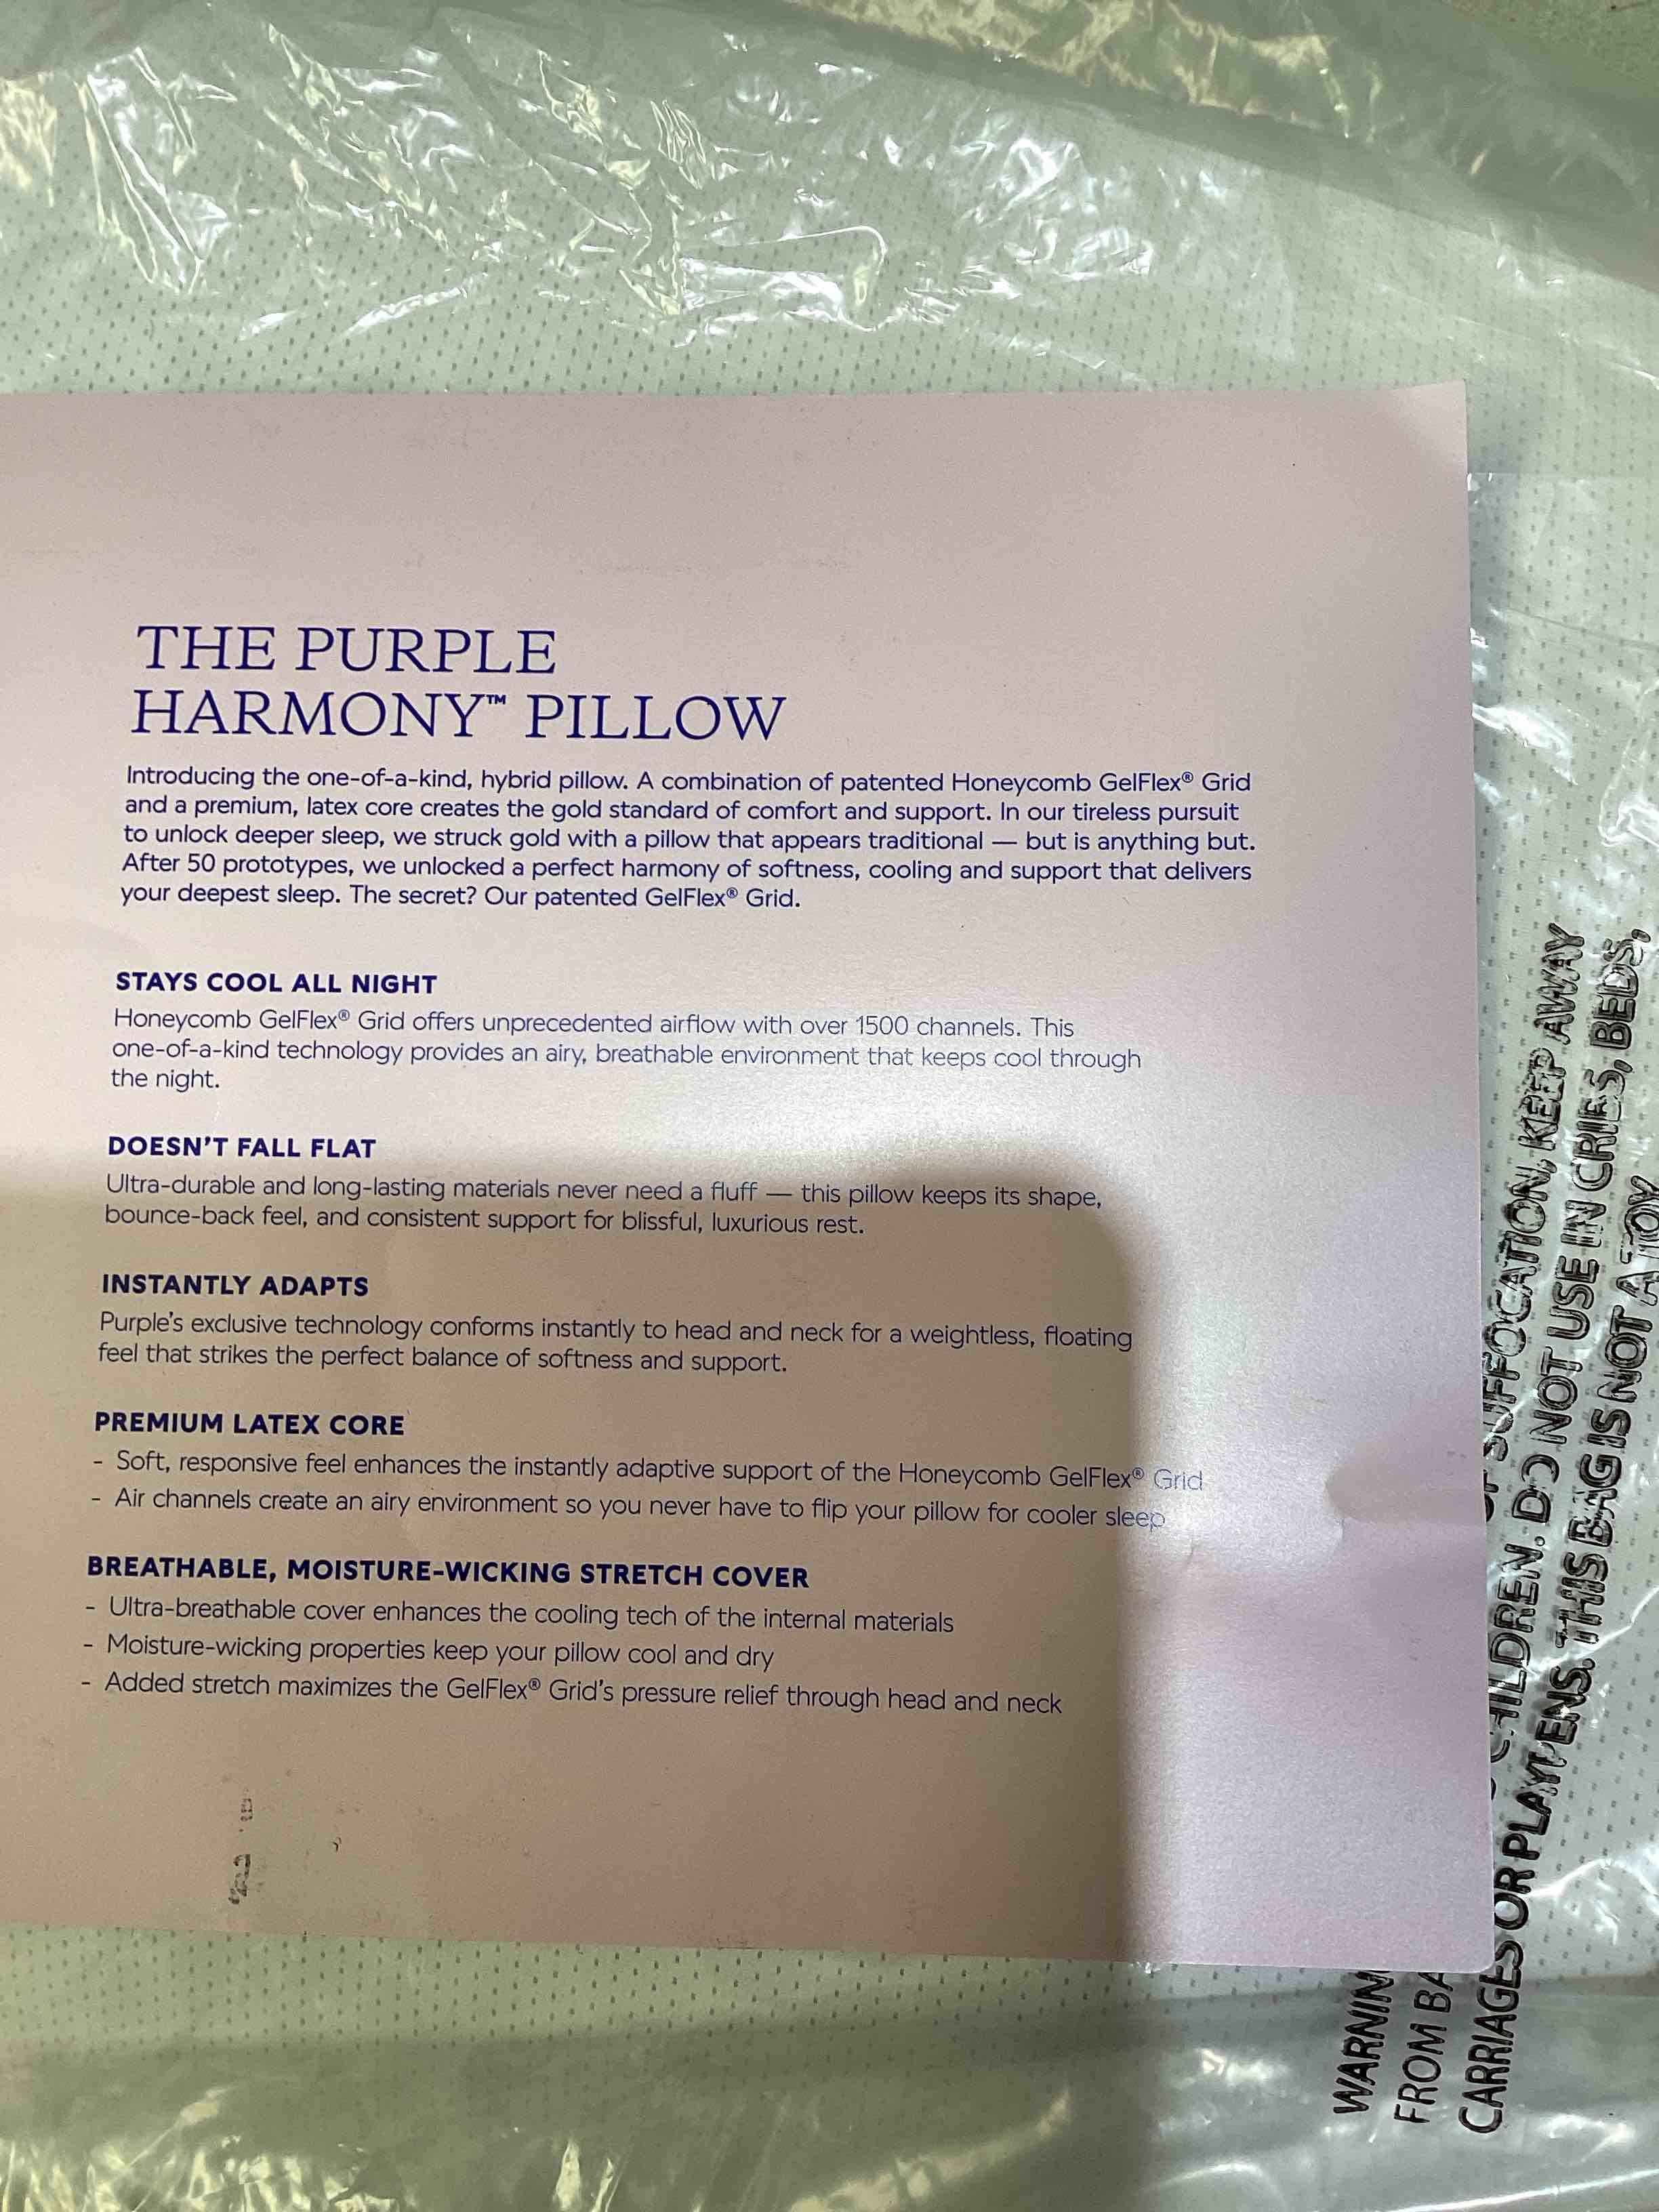 THE PURPLE
HARMONY™ PILLOW
Introducing the one-of-a-kind, hybrid pillow. A combination of patented Honeycomb GelFlex® Grid
and a premium, latex core creates the gold standard of comfort and support. In our tireless pursuit
to unlock deeper sleep, we struck gold with a pillow that appears traditional — but is anything but.
After 50 prototypes, we unlocked a perfect harmony of softness, cooling and support that delivers
your deepest sleep. The secret? Our patented GelFlex® Grid.
STAYS COOL ALL NIGHT
Honeycomb GelFlex® Grid offers unprecedented airflow with over 1500 channels. This
one-of-a-kind technology provides an airy, breathable environment that keeps cool through
the night.
DOESN'T FALL FLAT
Ultra-durable and long-lasting materials never need a fluff — this pillow keeps its shape,
bounce-back feel, and consistent support for blissful, luxurious rest.
INSTANTLY ADAPTS
Purple's exclusive technology conforms instantly to head and neck for a weightless, floating
feel that strikes the perfect balance of softness and support.
PREMIUM LATEX CORE
- Soft, responsive feel enhances the instantly adaptive support of the Honeycomb GelFlex® Grid
- Air channels create an airy environment so you never have to flip your pillow for cooler sleep
BREATHABLE, MOISTURE-WICKING STRETCH COVER
- Ultra-breathable cover enhances the cooling tech of the internal materials
- Moisture-wicking properties keep your pillow cool and dry
- Added stretch maximizes the GelFlex® Grid's pressure relief through head and neck
SUFFOCATION, KEEP AWAY
CHILDREN. DO NOT USE IN CRIBS, BEDS,
CARRIAGES OR PLAYPENS. THIS BAG IS NOT A TOY